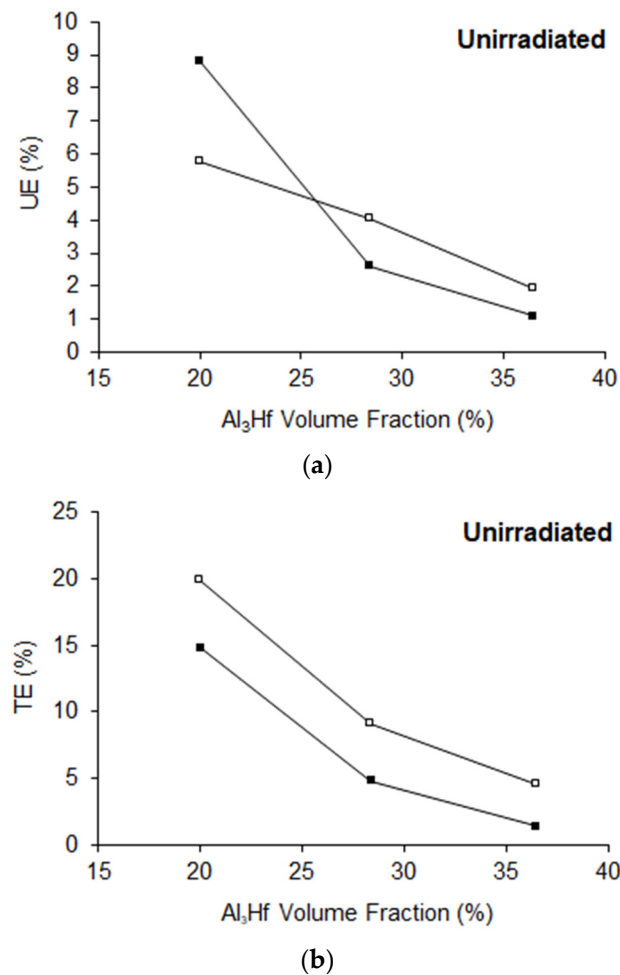 Unirradiated
10
9
8
7
6
5
4
3
2
1
0
UE (%)
15 20 25 30 35 40
Al₃Hf Volume Fraction (%)
(a)
Unirradiated
25
20
15
10
5
0
TE (%)
15 20 25 30 35 40
Al₃Hf Volume Fraction (%)
(b)